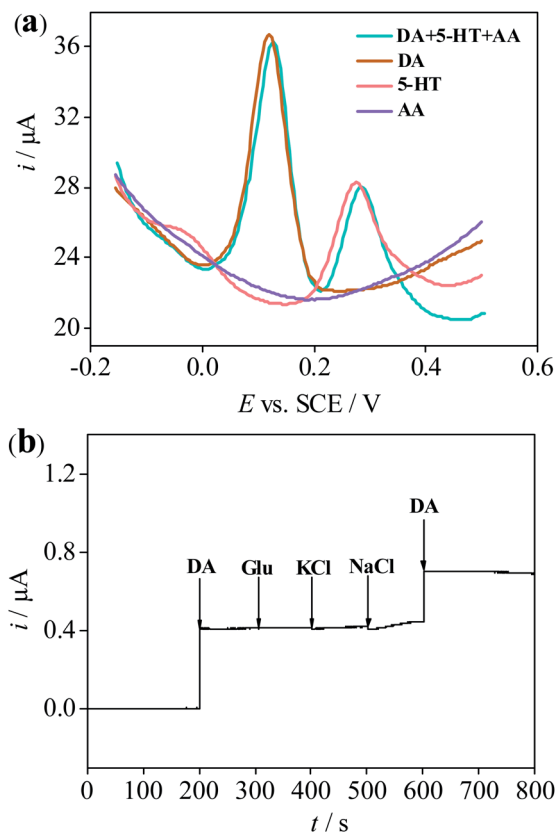 (a)
DA+5-HT+AA
DA
5-HT
AA
36
32
28
24
20
i / μA
-0.2 0.0 0.2 0.4 0.6
E vs. SCE / V
(b)
1.2
0.8
0.4
0.0
i / μA
DA
DA Glu KCl NaCl
0 100 200 300 400 500 600 700 800
t / s